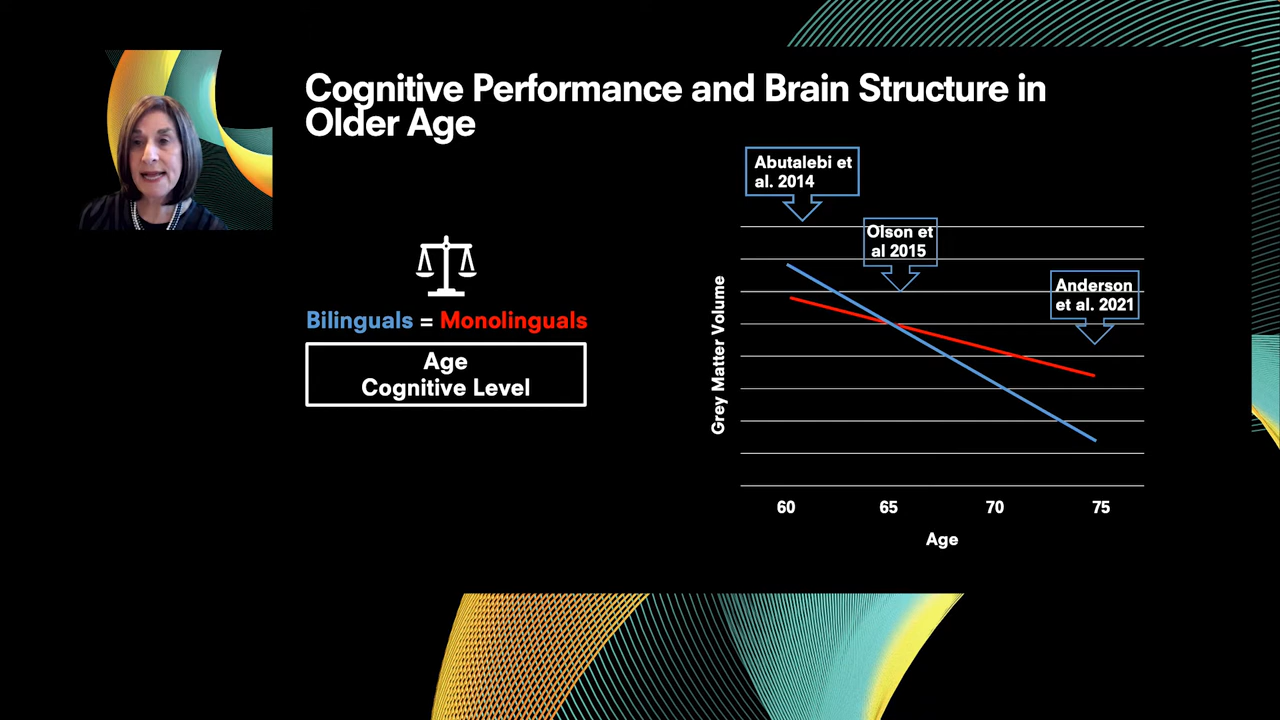 Cognitive Performance and Brain Structure in
Older Age
Bilinguals = Monolinguals
Age
Cognitive Level
Abutalebi et
al. 2014
Olson et
al 2015
Anderson
et al. 2021
Grey Matter Volume
60 65 70 75
Age